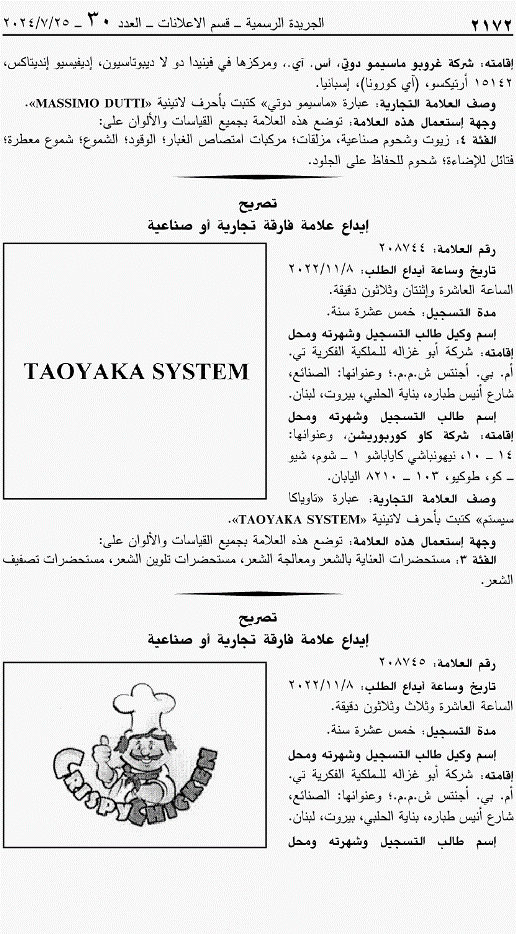 ٢١٧٢ الجريدة الرسمية ـ قسم الاعلانات ـ العدد ٣٠ ـ ٢٠٢٤/٧/٢٥
إقامته: شركة غروبو ماسيمو دوتي، أس. آي.، ومركزها في فينيدا دو لا ديبوتاسيون، إديفيسيو إنديتاكس،
١٥١٤٢ أرتيكسو، (آي كورونا)، إسبانيا.
وصف العلامة التجارية: عبارة «ماسيمو دوتي» كتبت بأحرف لاتينية «MASSIMO DUTTI».
وجهة إستعمال هذه العلامة: توضع هذه العلامة بجميع القياسات والألوان على:
الفئة ٤: زيوت وشحوم صناعية، مزلقات؛ مركبات امتصاص الغبار؛ الوقود؛ الشموع؛ شموع معطرة؛
فتائل للإضاءة؛ شحوم للحفاظ على الجلود.
تصريح
إيداع علامة فارقة تجارية أو صناعية
رقم العلامة: ٢٠٨٧٤٤
تاريخ وساعة أيداع الطلب: ٢٠٢٢/١١/٨
الساعة العاشرة وإثنتان وثلاثون دقيقة.
مدة التسجيل: خمس عشرة سنة.
إسم وكيل طالب التسجيل وشهرته ومحل
إقامته: شركة أبو غزاله للملكية الفكرية تي.
أم. بي. أجنتس ش.م.م.؛ وعنوانها: الصنائع،
شارع أنيس طباره، بناية الحلبي، بيروت، لبنان.
إسم طالب التسجيل وشهرته ومحل
إقامته: شركة كاو كوربوريشن، وعنوانها:
١٤ ـ ١٠، نيهونباشي كاياباشو ١ ـ شوم، شيو
ـ كو، طوكيو، ١٠٣ ـ ٨٢١٠ اليابان.
TAOYAKA SYSTEM
وصف العلامة التجارية: عبارة «تاوياكا
سيستم» كتبت بأحرف لاتينية «TAOYAKA SYSTEM».
وجهة إستعمال هذه العلامة: توضع هذه العلامة بجميع القياسات والألوان على:
الفئة ٣: مستحضرات العناية بالشعر ومعالجة الشعر، مستحضرات تلوين الشعر، مستحضرات تصفيف
الشعر.
تصريح
إيداع علامة فارقة تجارية أو صناعية
رقم العلامة: ٢٠٨٧٤٥
تاريخ وساعة أيداع الطلب: ٢٠٢٢/١١/٨
الساعة العاشرة وثلاث وثلاثون دقيقة.
مدة التسجيل: خمس عشرة سنة.
إسم وكيل طالب التسجيل وشهرته ومحل
إقامته: شركة أبو غزاله للملكية الفكرية تي.
أم. بي. أجنتس ش.م.م.؛ وعنوانها: الصنائع،
شارع أنيس طباره، بناية الحلبي، بيروت، لبنان.
إسم طالب التسجيل وشهرته ومحل
CRISPY CHICKEN